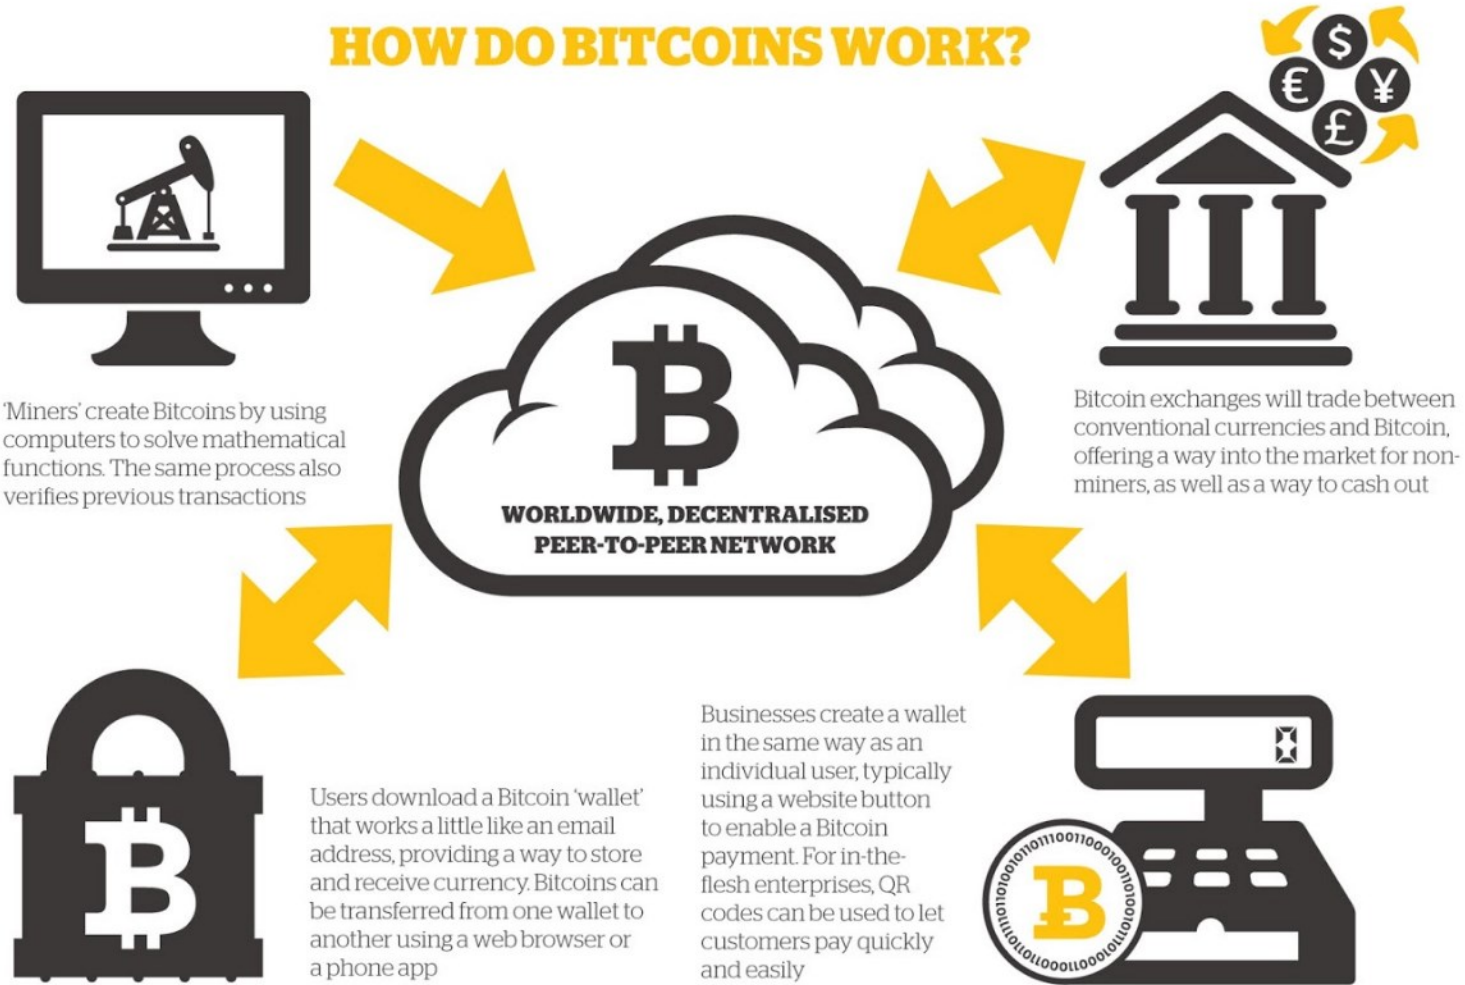 HOW DO BITCOINS WORK?
$
€
¥
£
'Miners' create Bitcoins by using
computers to solve mathematical
functions. The same process also
verifies previous transactions
Bitcoin exchanges will trade between
conventional currencies and Bitcoin,
offering a way into the market for non-
miners, as well as a way to cash out
WORLDWIDE, DECENTRALISED
PEER-TO-PEER NETWORK
Users download a Bitcoin 'wallet'
that works a little like an email
address, providing a way to store
and receive currency. Bitcoins can
be transferred from one wallet to
another using a web browser or
a phone app
Businesses create a wallet
in the same way as an
individual user, typically
using a website button
to enable a Bitcoin
payment. For in-the-
flesh enterprises, QR
codes can be used to let
customers pay quickly
and easily